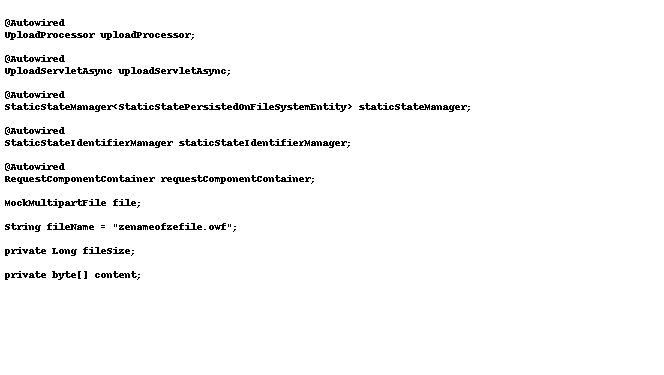 @Autowired
UploadProcessor uploadProcessor;
@Autowired
UploadServletAsync uploadServletAsync;
@Autowired
StaticStateManager<StaticStatePersistedOnFileSystemEntity> staticStateManager;
@Autowired
StaticStateIdentifierManager staticStateIdentifierManager;
@Autowired
RequestComponentContainer requestComponentContainer;
MockMultipartFile file;
String fileName = "zenameofzefile.owf";
private Long fileSize;
private byte[] content;